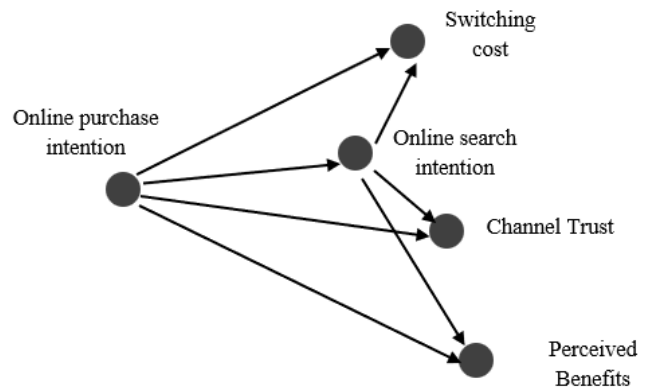 Switching
cost
Online purchase
intention
Online search
intention
Channel Trust
Perceived
Benefits